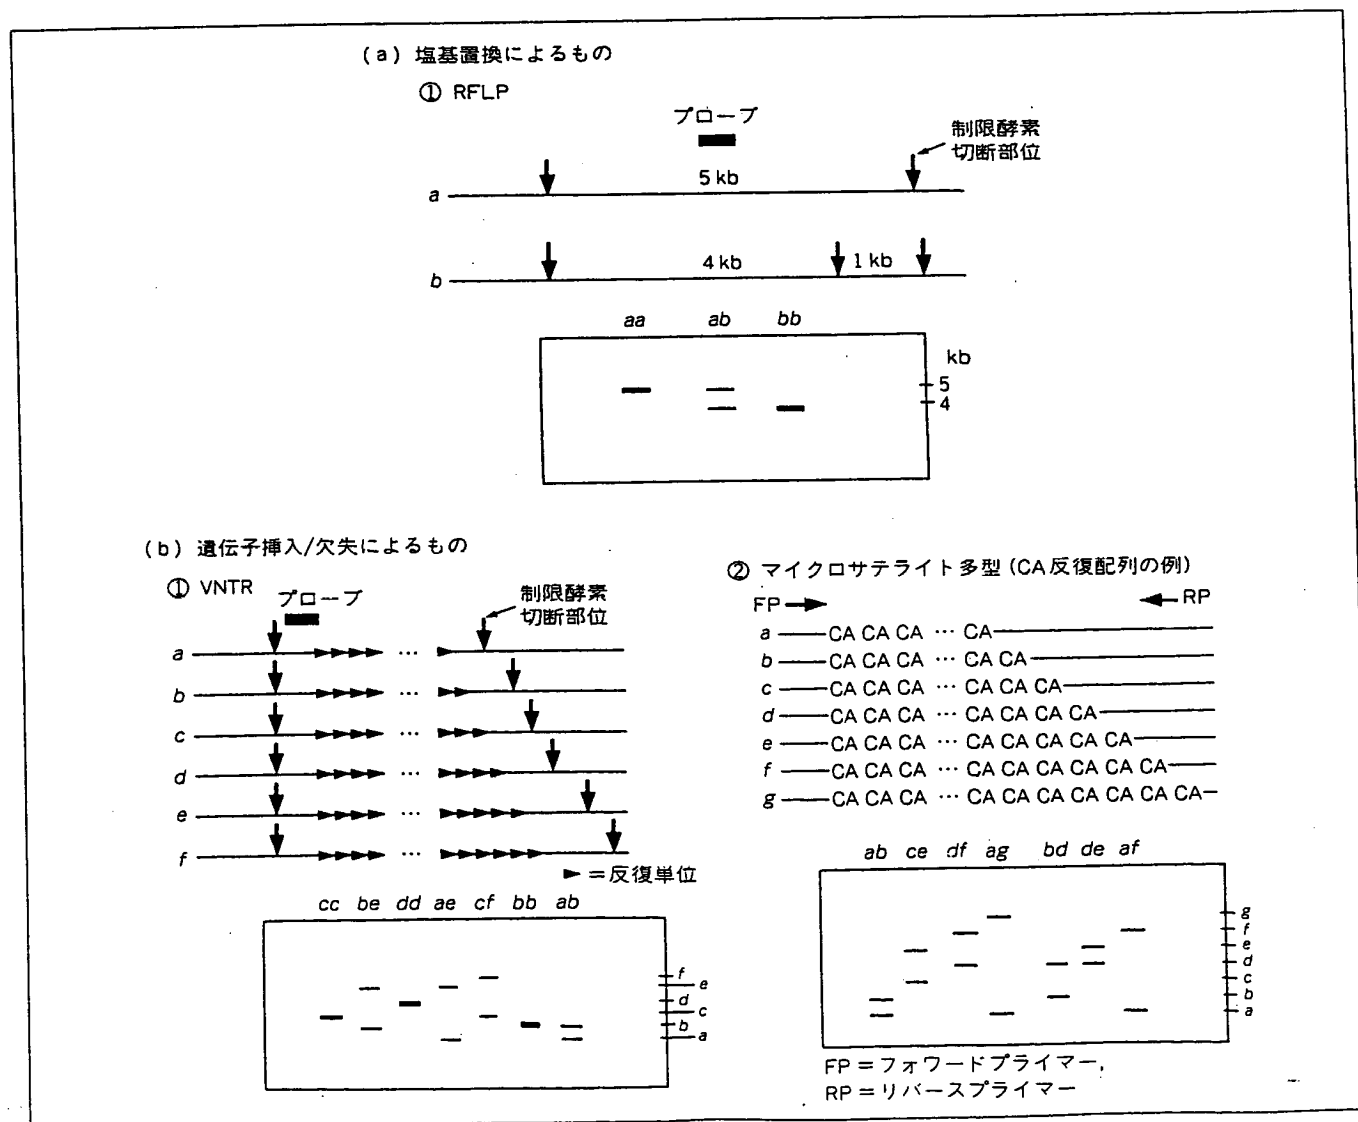 (a) 塩基置換によるもの
① RFLP
プローブ
制限酵素
切断部位
5 kb
a
4 kb 1 kb
b
aa ab bb
kb
5
4
(b) 遺伝子挿入/欠失によるもの
① VNTR
プローブ
制限酵素
切断部位
a …
b …
c …
d …
e …
f …
=反復単位
cc be dd ae cf bb ab
f
e
d
c
b
a
② マイクロサテライト多型 (CA反復配列の例)
FP RP
a CA CA CA … CA
b CA CA CA … CA CA
c CA CA CA … CA CA CA
d CA CA CA … CA CA CA CA
e CA CA CA … CA CA CA CA CA
f CA CA CA … CA CA CA CA CA CA
g CA CA CA … CA CA CA CA CA CA CA
ab ce df ag bd de af
g
f
e
d
c
b
a
FP=フォワードプライマー,
RP=リバースプライマー